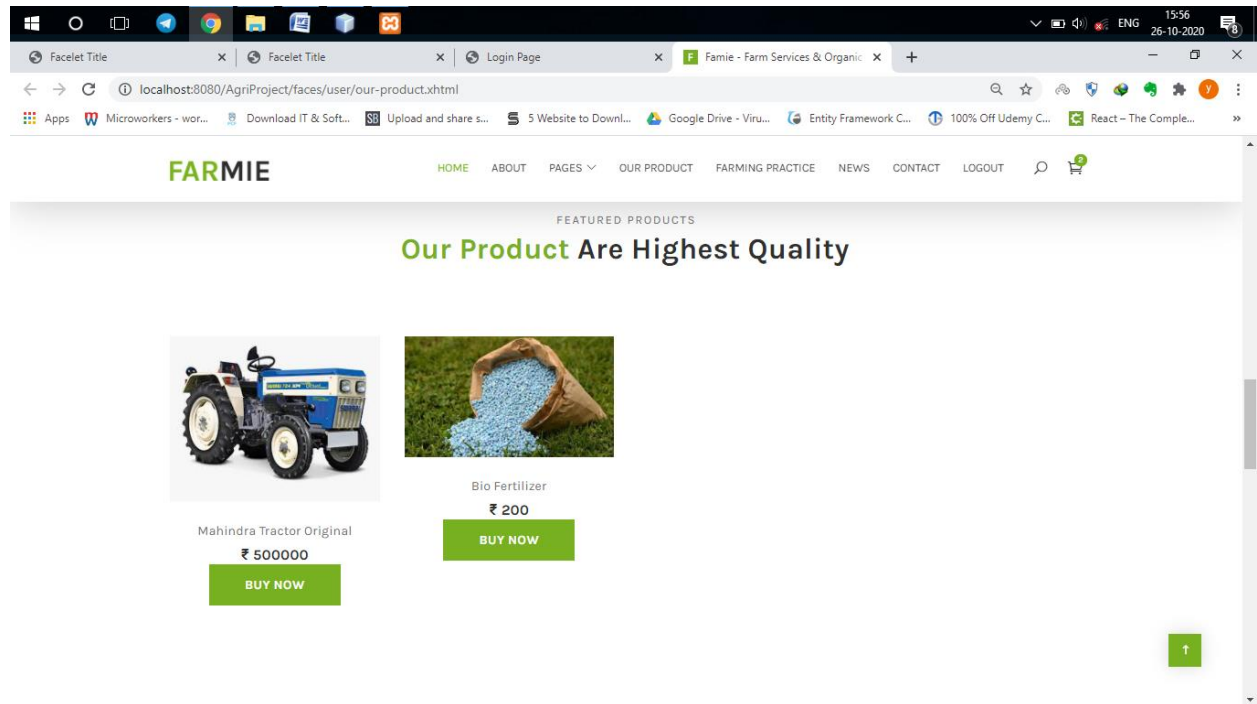 ENG
15:56
26-10-2020
8
Facelet Title
Facelet Title
Login Page
F Famie - Farm Services & Organic
localhost:8080/AgriProject/faces/user/our-product.xhtml
y
Apps
Microworkers - wor...
Download IT & Soft...
SB Upload and share s...
5 Website to Downl...
Google Drive - Viru...
Entity Framework C...
100% Off Udemy C...
React – The Comple...
FARMIE
HOME ABOUT PAGES OUR PRODUCT FARMING PRACTICE NEWS CONTACT LOGOUT
2
FEATURED PRODUCTS
Our Product Are Highest Quality
Mahindra Tractor Original
₹ 500000
BUY NOW
Bio Fertilizer
₹ 200
BUY NOW